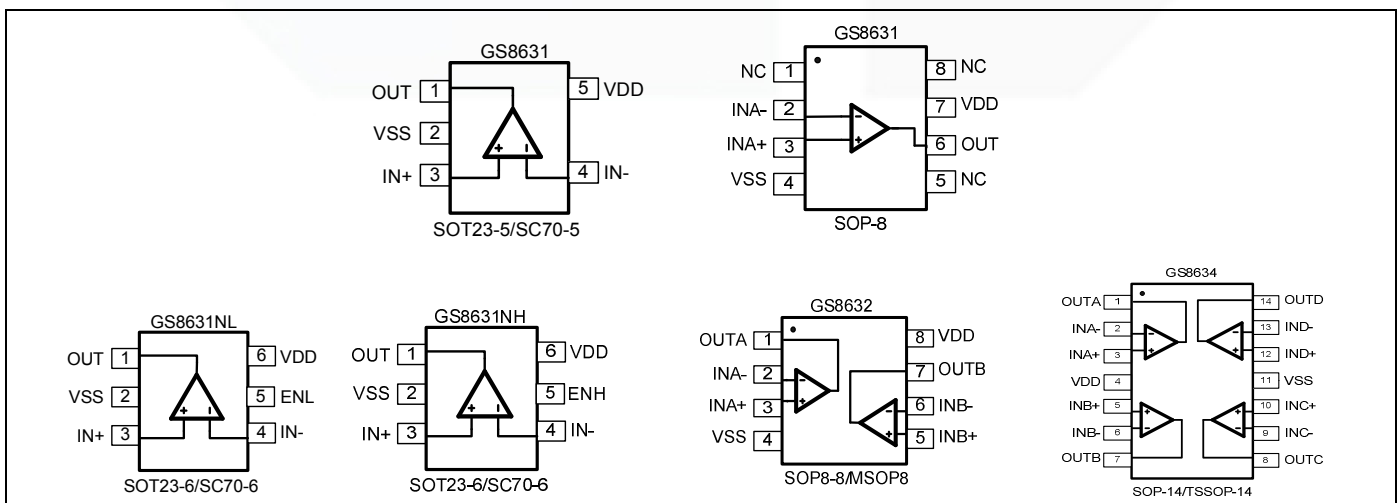 GS8631
OUT 1
5 VDD
VSS 2
IN+ 3
4 IN-
+ -
SOT23-5/SC70-5
GS8631
NC 1
8 NC
INA- 2
7 VDD
INA+ 3
6 OUT
VSS 4
5 NC
-
+
SOP-8
GS8631NL
OUT 1
6 VDD
VSS 2
5 ENL
IN+ 3
4 IN-
+ -
SOT23-6/SC70-6
GS8631NH
OUT 1
6 VDD
VSS 2
5 ENH
IN+ 3
4 IN-
+ -
SOT23-6/SC70-6
GS8632
OUTA 1
8 VDD
INA- 2
7 OUTB
INA+ 3
6 INB-
VSS 4
5 INB+
-
+
-
+
SOP8-8/MSOP8
GS8634
OUTA 1
14 OUTD
INA- 2
13 IND-
INA+ 3
12 IND+
VDD 4
11 VSS
INB+ 5
10 INC+
INB- 6
9 INC-
OUTB 7
8 OUTC
-
+
-
+
+
-
+
-
SOP-14/TSSOP-14